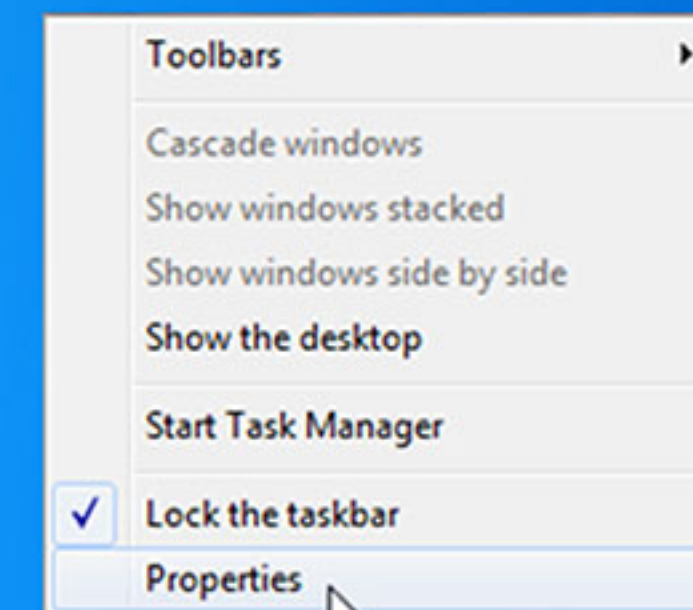 Toolbars
Cascade windows
Show windows stacked
Show windows side by side
Show the desktop
Start Task Manager
Lock the taskbar
Properties